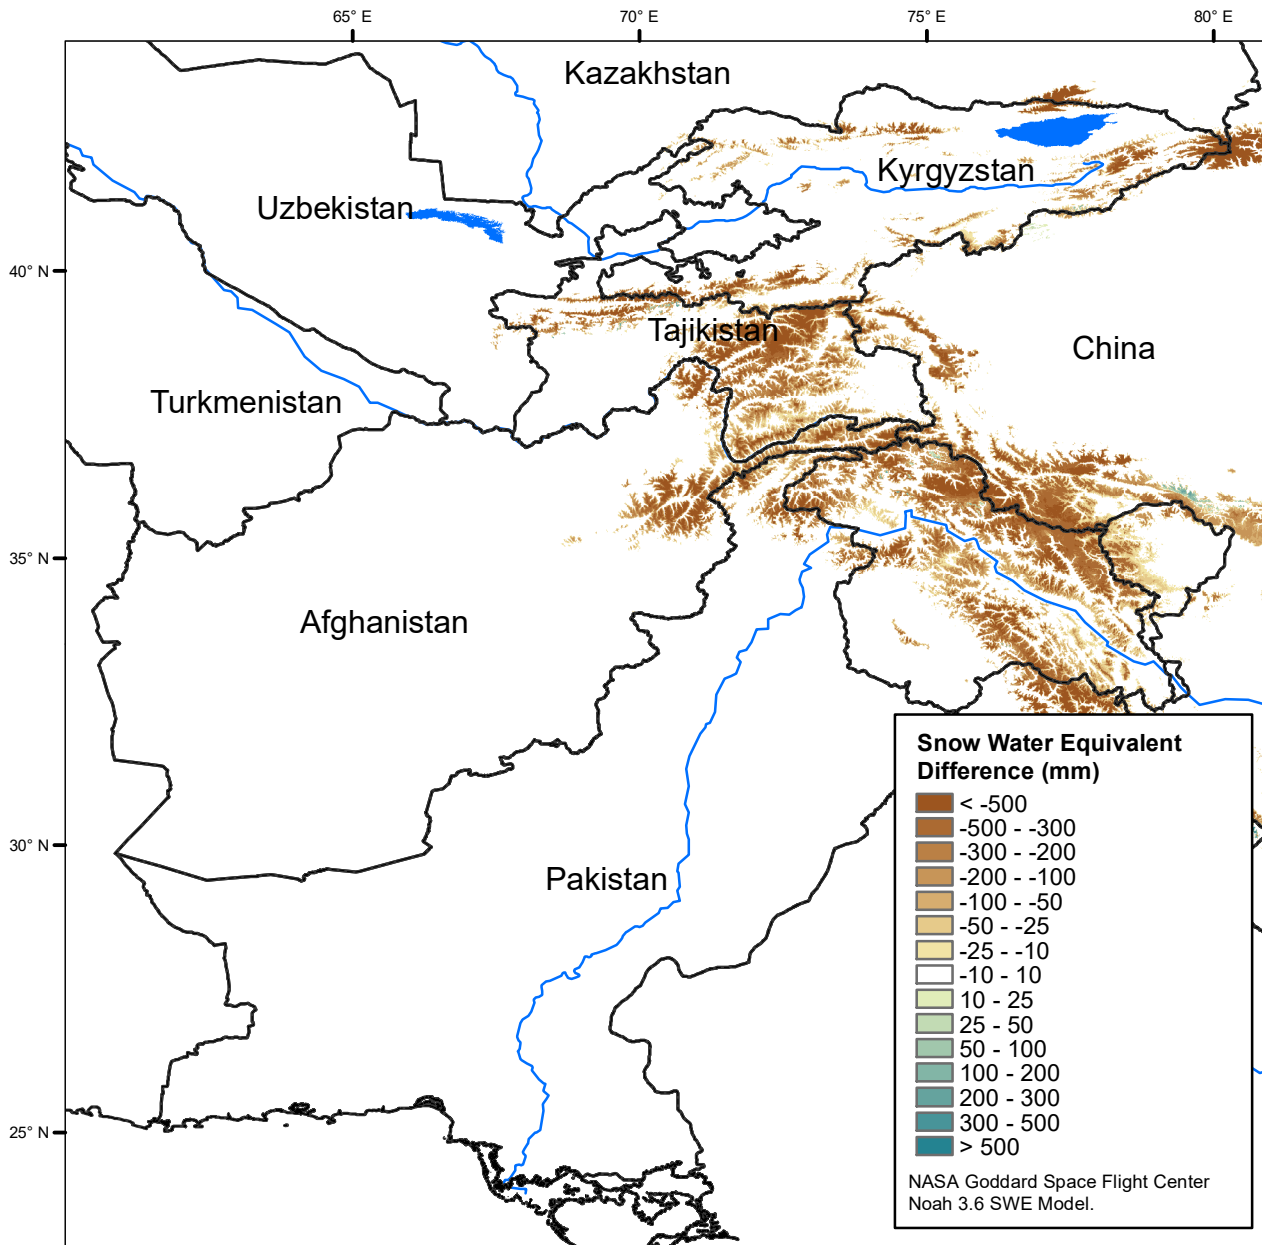 65° E
70° E
75° E
80° E
Kazakhstan
Kyrgyzstan
Uzbekistan
40° N
Tajikistan
China
Turkmenistan
35° N
Afghanistan
Snow Water Equivalent
Difference (mm)
< -500
-500 - -300
-300 - -200
-200 - -100
-100 - -50
-50 - -25
-25 - -10
-10 - 10
10 - 25
25 - 50
50 - 100
100 - 200
200 - 300
300 - 500
> 500
NASA Goddard Space Flight Center
Noah 3.6 SWE Model.
30° N
Pakistan
25° N